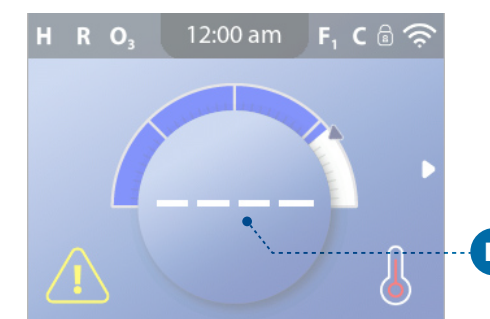 H R O₃ 12:00 am F₁ C
– – – –